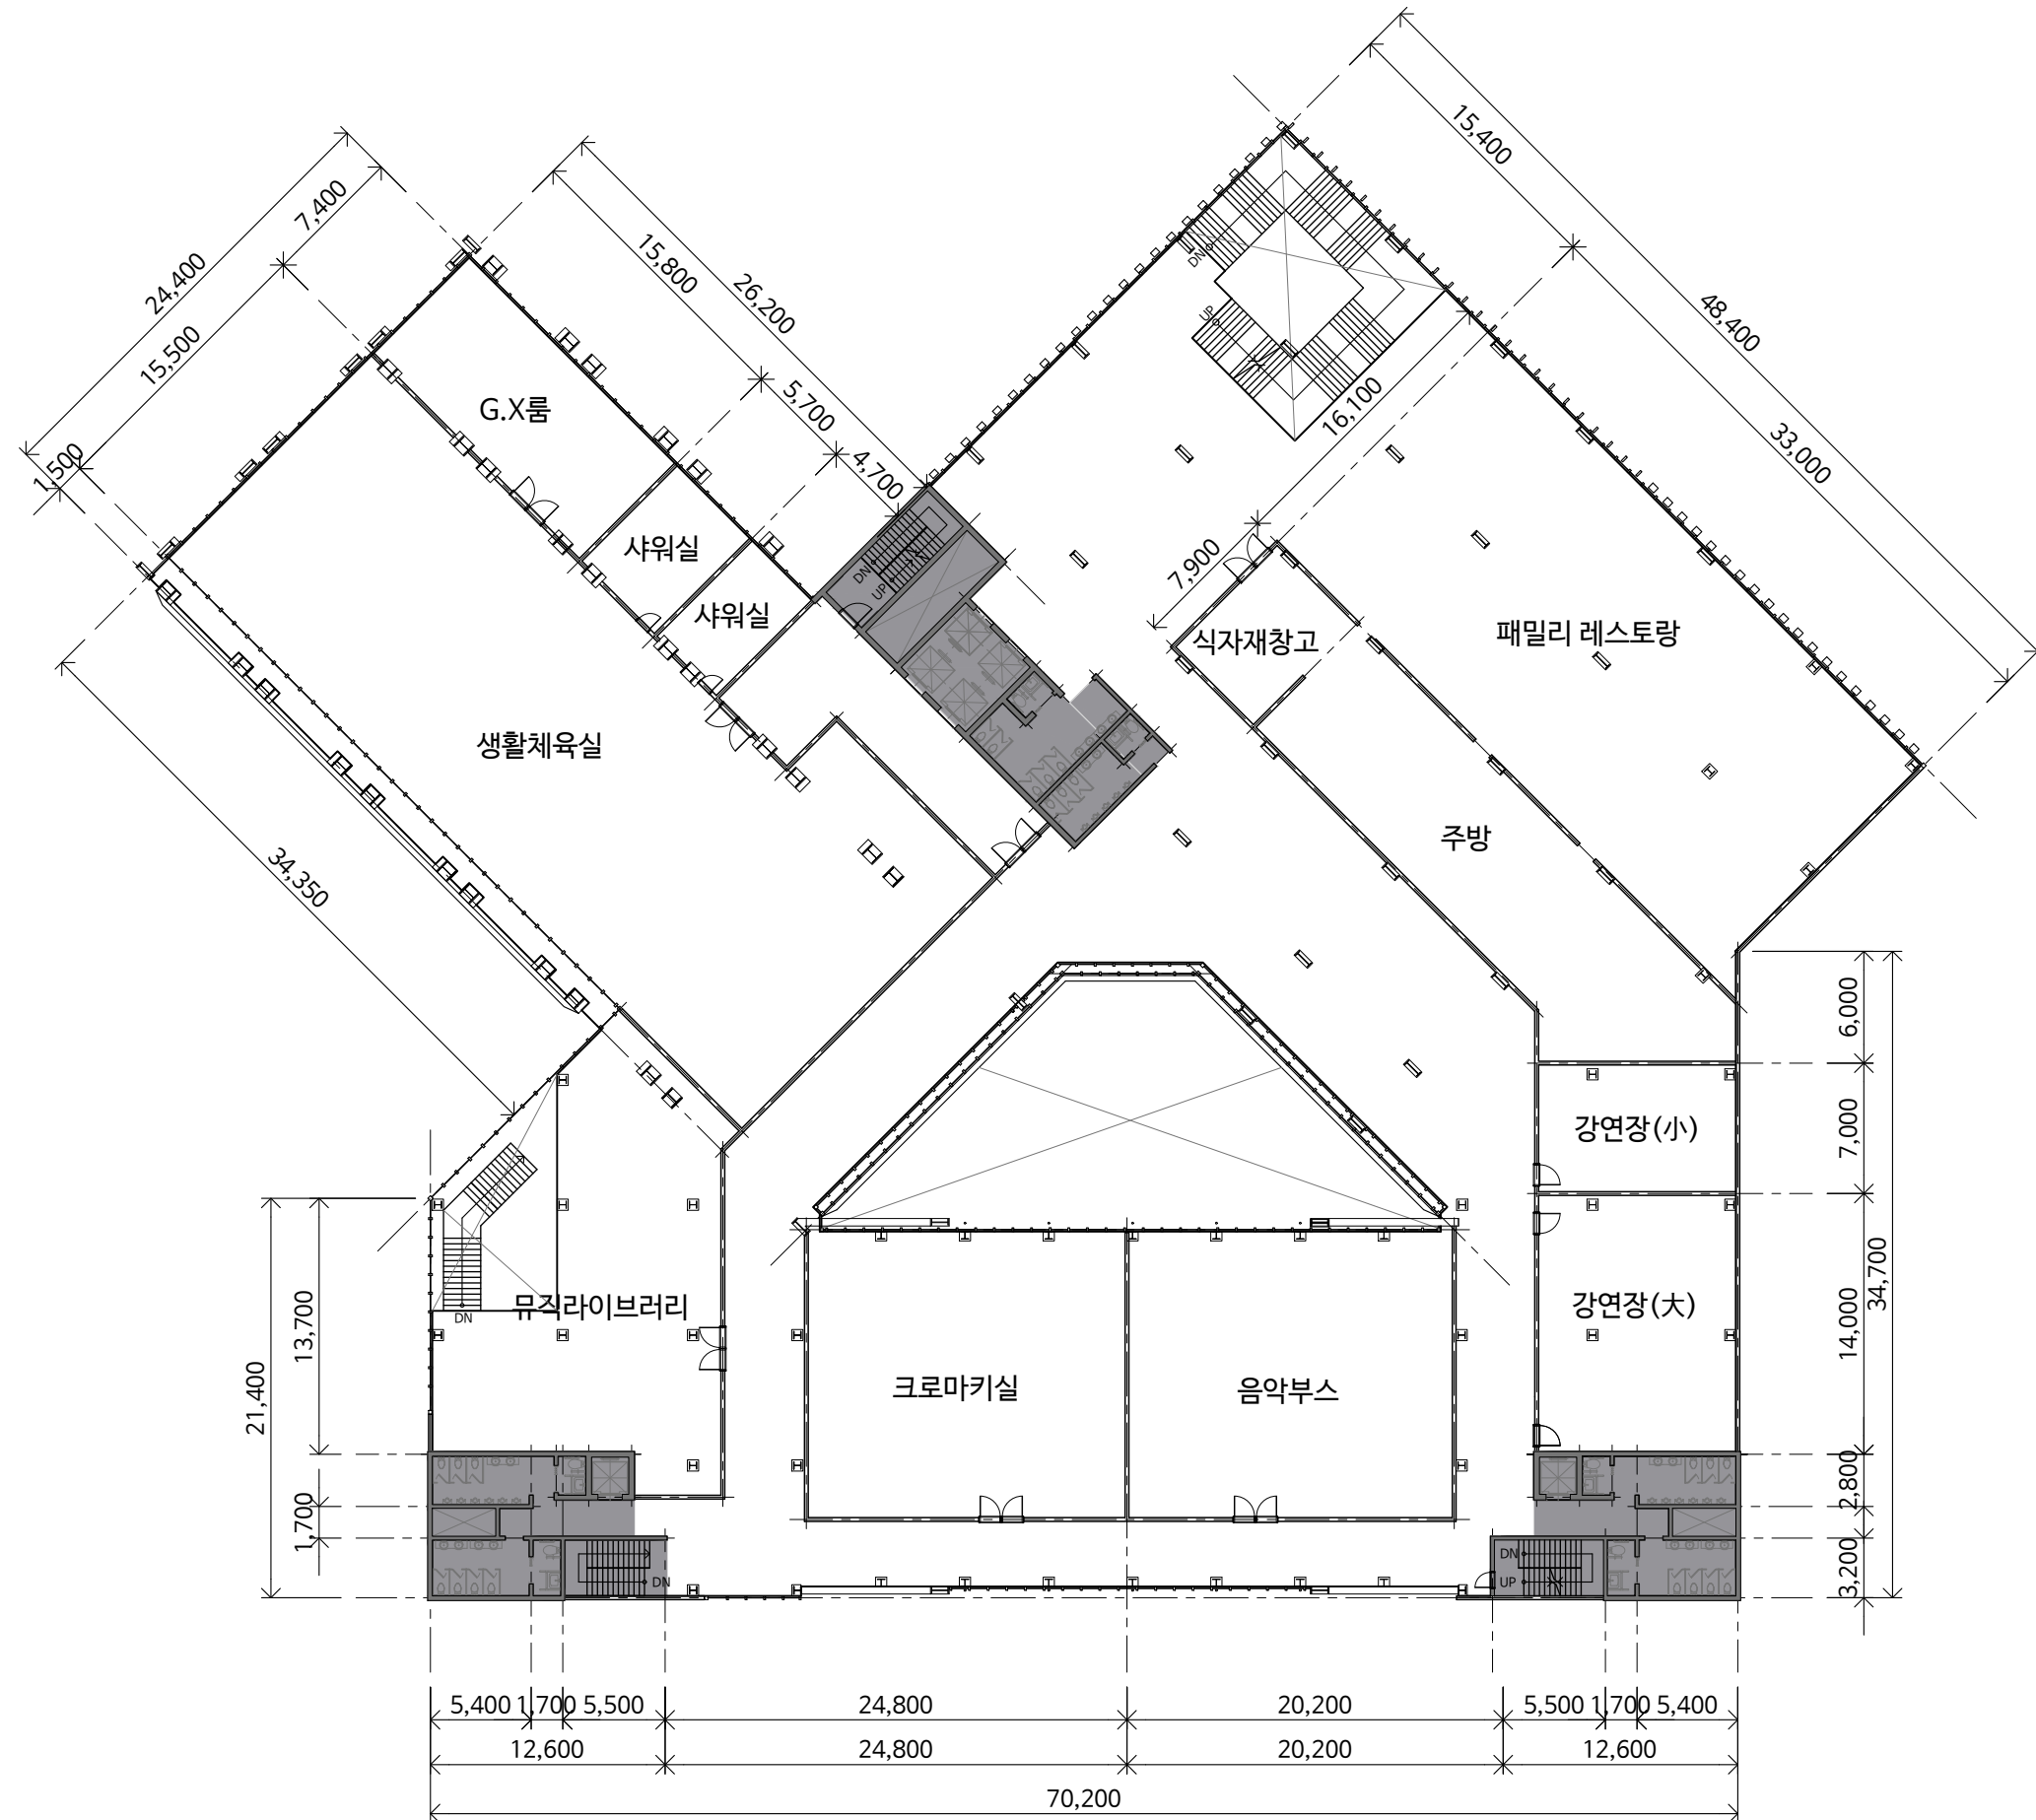 15,400
48,400
33,000
7,400
24,400
15,500
1,500
15,800
26,200
5,700
4,700
DN
UP
16,100
G.X룸
샤워실
샤워실
DN
UP
7,900
식자재창고
패밀리 레스토랑
생활체육실
주방
34,350
6,000
강연장(小)
7,000
34,700
강연장(大)
14,000
13,700
21,400
뮤직라이브러리
DN
크로마키실
음악부스
2,800
1,700
3,200
DN
DN
UP
5,400 1,700 5,500 24,800 20,200 5,500 1,700 5,400
12,600 24,800 20,200 12,600
70,200